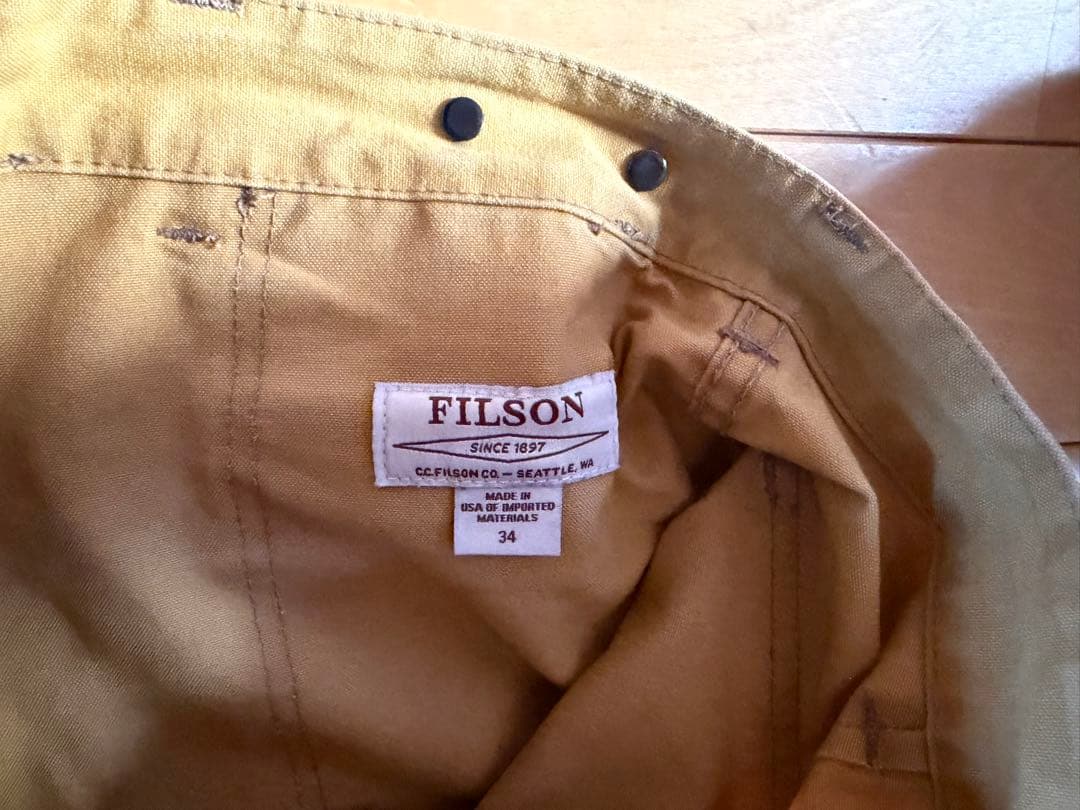 FILSON
SINCE 1897
C.C. FILSON CO. — SEATTLE, WA
MADE IN
USA OF IMPORTED
MATERIALS
34